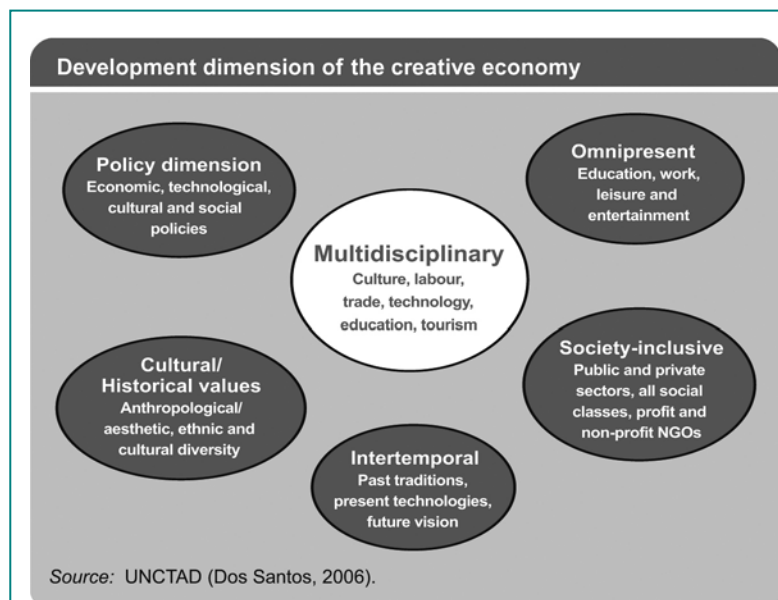 Development dimension of the creative economy
Policy dimension
Economic, technological,
cultural and social
policies
Omnipresent
Education, work,
leisure and
entertainment
Multidisciplinary
Culture, labour,
trade, technology,
education, tourism
Cultural/
Historical values
Anthropological/
aesthetic, ethnic and
cultural diversity
Society-inclusive
Public and private
sectors, all social
classes, profit and
non-profit NGOs
Intertemporal
Past traditions,
present technologies,
future vision
Source: UNCTAD (Dos Santos, 2006).